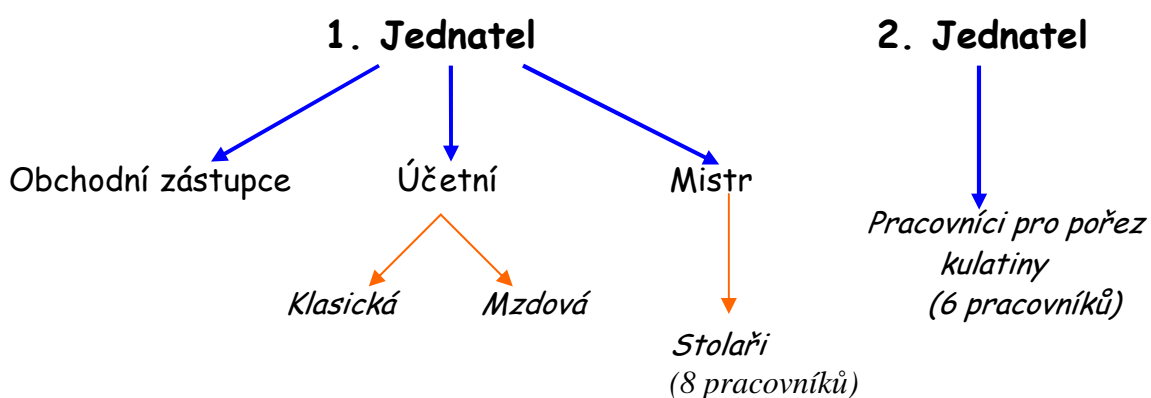 1. Jednatel
2. Jednatel
Obchodní zástupce
Účetní
Mistr
Pracovníci pro pořez
kulatiny
(6 pracovníků)
Klasická
Mzdová
Stolaři
(8 pracovníků)